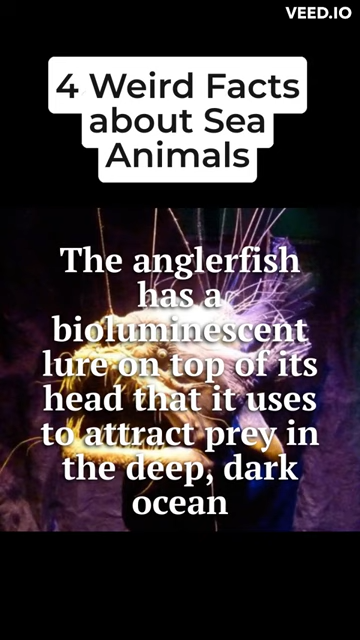 VEED.IO
4 Weird Facts
about Sea
Animals
The anglerfish
has a
bioluminescent
lure on top of its
head that it uses
to attract prey in
the deep, dark
ocean